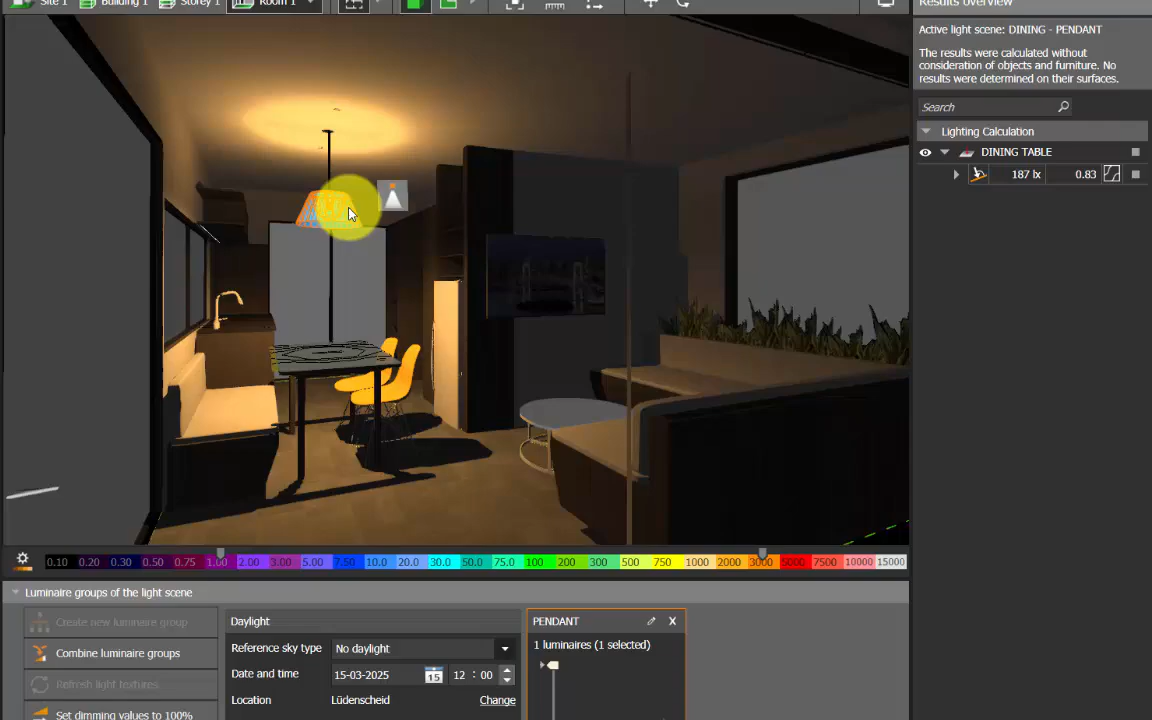 Site 1 Building 1 Storey 1 Room 1
Results overview
Active light scene: DINING - PENDANT
The results were calculated without
consideration of objects and furniture. No
results were determined on their surfaces.
Search
Lighting Calculation
DINING TABLE
187 lx 0.83
0.10 0.20 0.30 0.50 0.75 1.00 2.00 3.00 5.00 7.50 10.0 20.0 30.0 50.0 75.0 100 200 300 500 750 1000 2000 3000 5000 7500 10000 15000
Luminaire groups of the light scene
Create new luminaire group
Combine luminaire groups
Refresh light textures
Set dimming values to 100%
Daylight
Reference sky type No daylight
Date and time 15-03-2025 15 12 : 00
Location Lüdenscheid Change
PENDANT X
1 luminaires (1 selected)